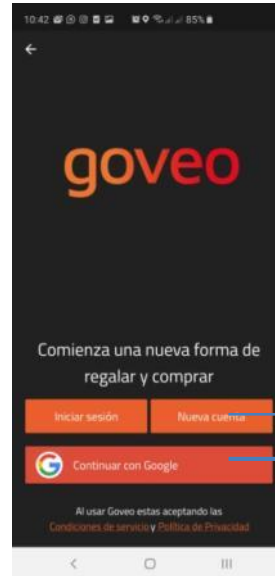 10:42 85%
goveo
Comienza una nueva forma de
regalar y comprar
Iniciar sesión Nueva cuenta
Continuar con Google
Al usar Goveo estas aceptando las
Condiciones de servicio y Política de Privacidad